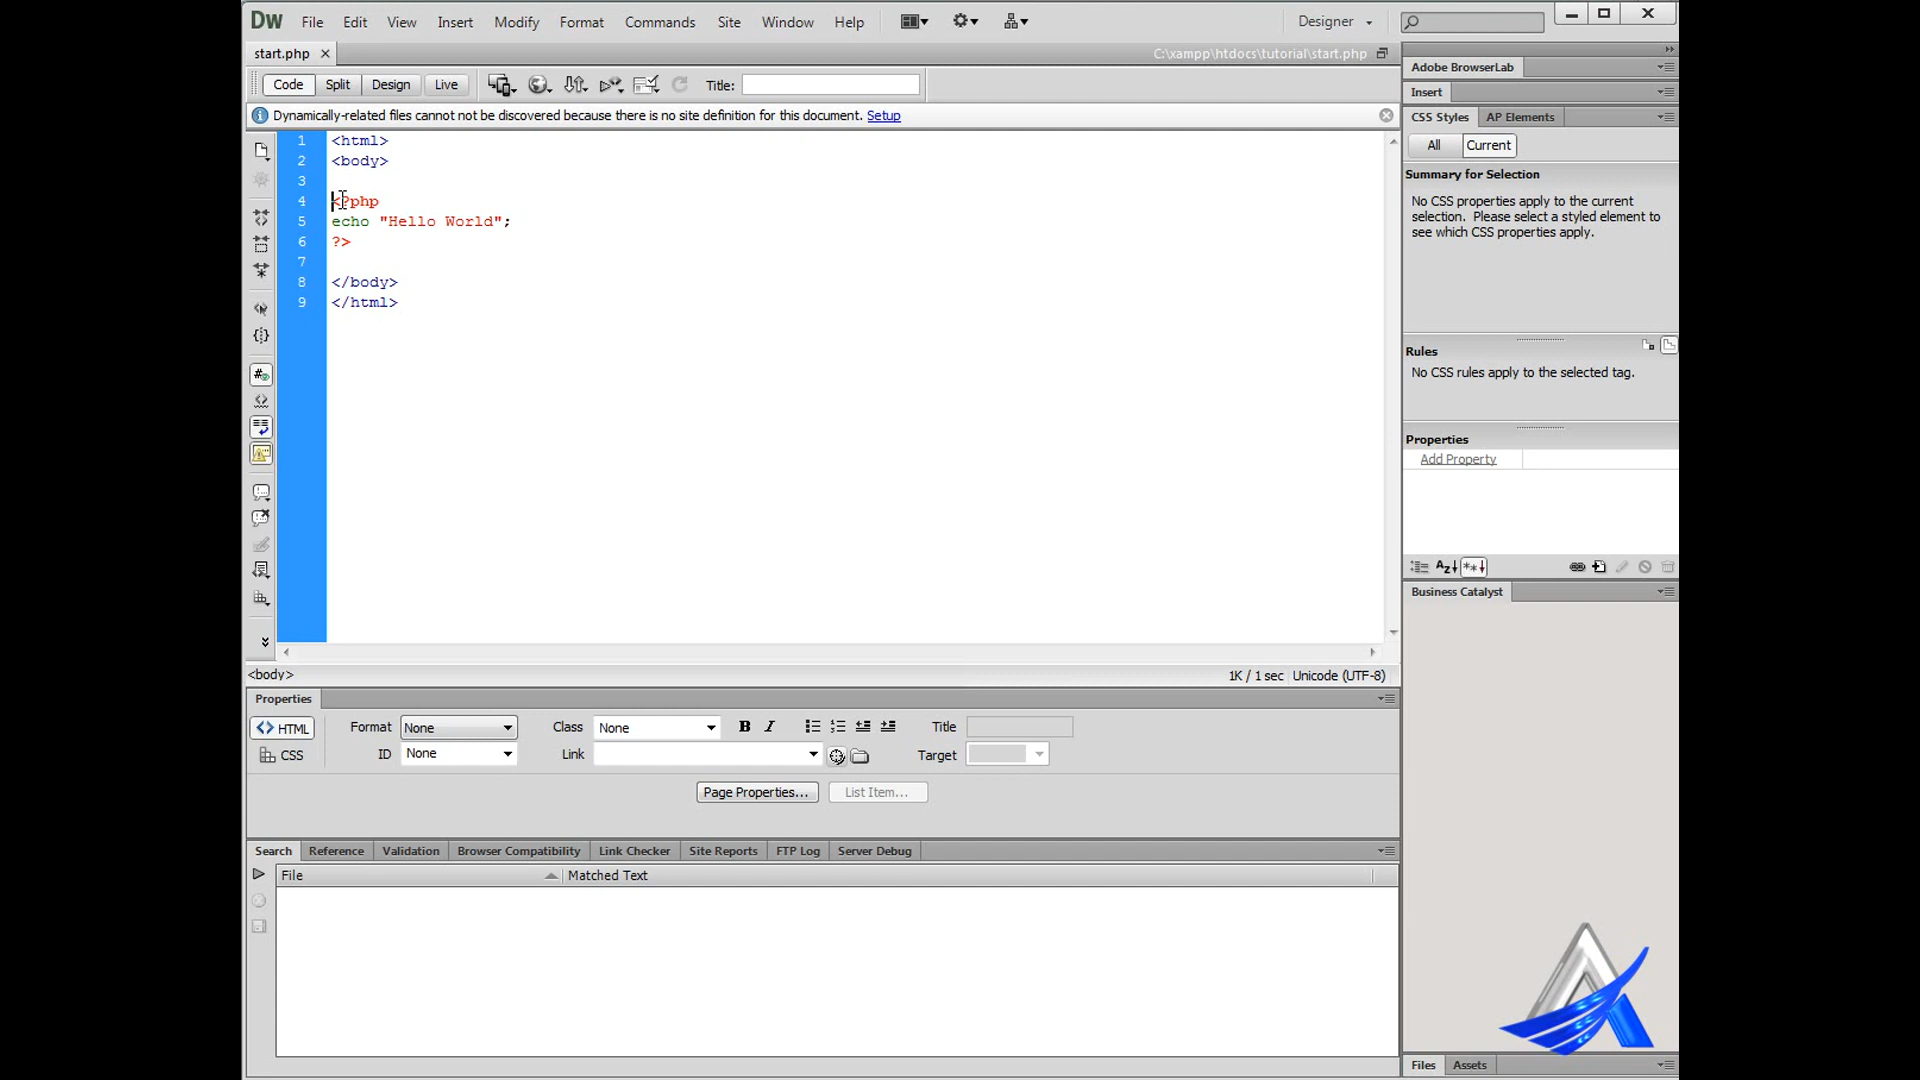 Dw File Edit View Insert Modify Site Format Commands Window Help Designer
start.php C:\xampp\htdocs\tutorial\start.php
Code Split Design Live Title:
Dynamically-related files cannot not be discovered because there is no site definition for this document. Setup
1 <html>
2 <body>
3
4 <?php
5 echo "Hello World";
6 ?>
7
8 </body>
9 </html>
<body> 1K / 1 sec Unicode (UTF-8)
Properties
HTML Format None Class None B I Title
CSS ID None Link Target
Page Properties... List Item...
Search Reference Validation Browser Compatibility Link Checker Site Reports FTP Log Server Debug
File Matched Text
Adobe BrowserLab
Insert
CSS Styles AP Elements
All Current
Summary for Selection
No CSS properties apply to the current
selection. Please select a styled element to
see which CSS properties apply.
Rules
No CSS rules apply to the selected tag.
Properties
Add Property
Business Catalyst
Files Assets